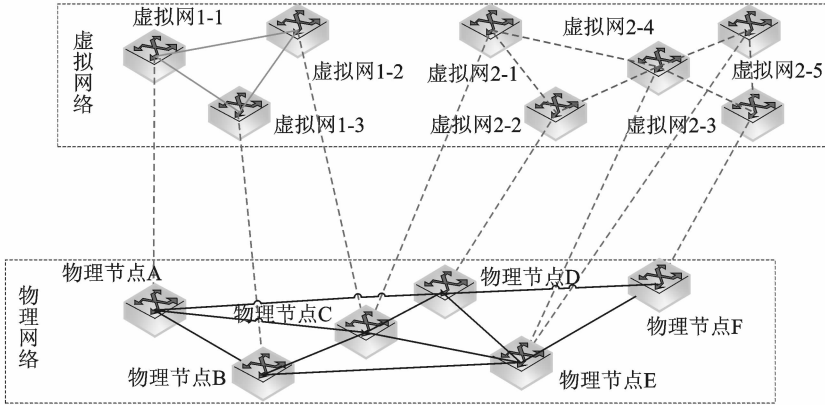 虚拟网络
虚拟网1-1
虚拟网1-2
虚拟网1-3
虚拟网2-4
虚拟网2-1
虚拟网2-5
虚拟网2-2
虚拟网2-3
物理网络
物理节点A
物理节点D
物理节点C
物理节点F
物理节点B
物理节点E